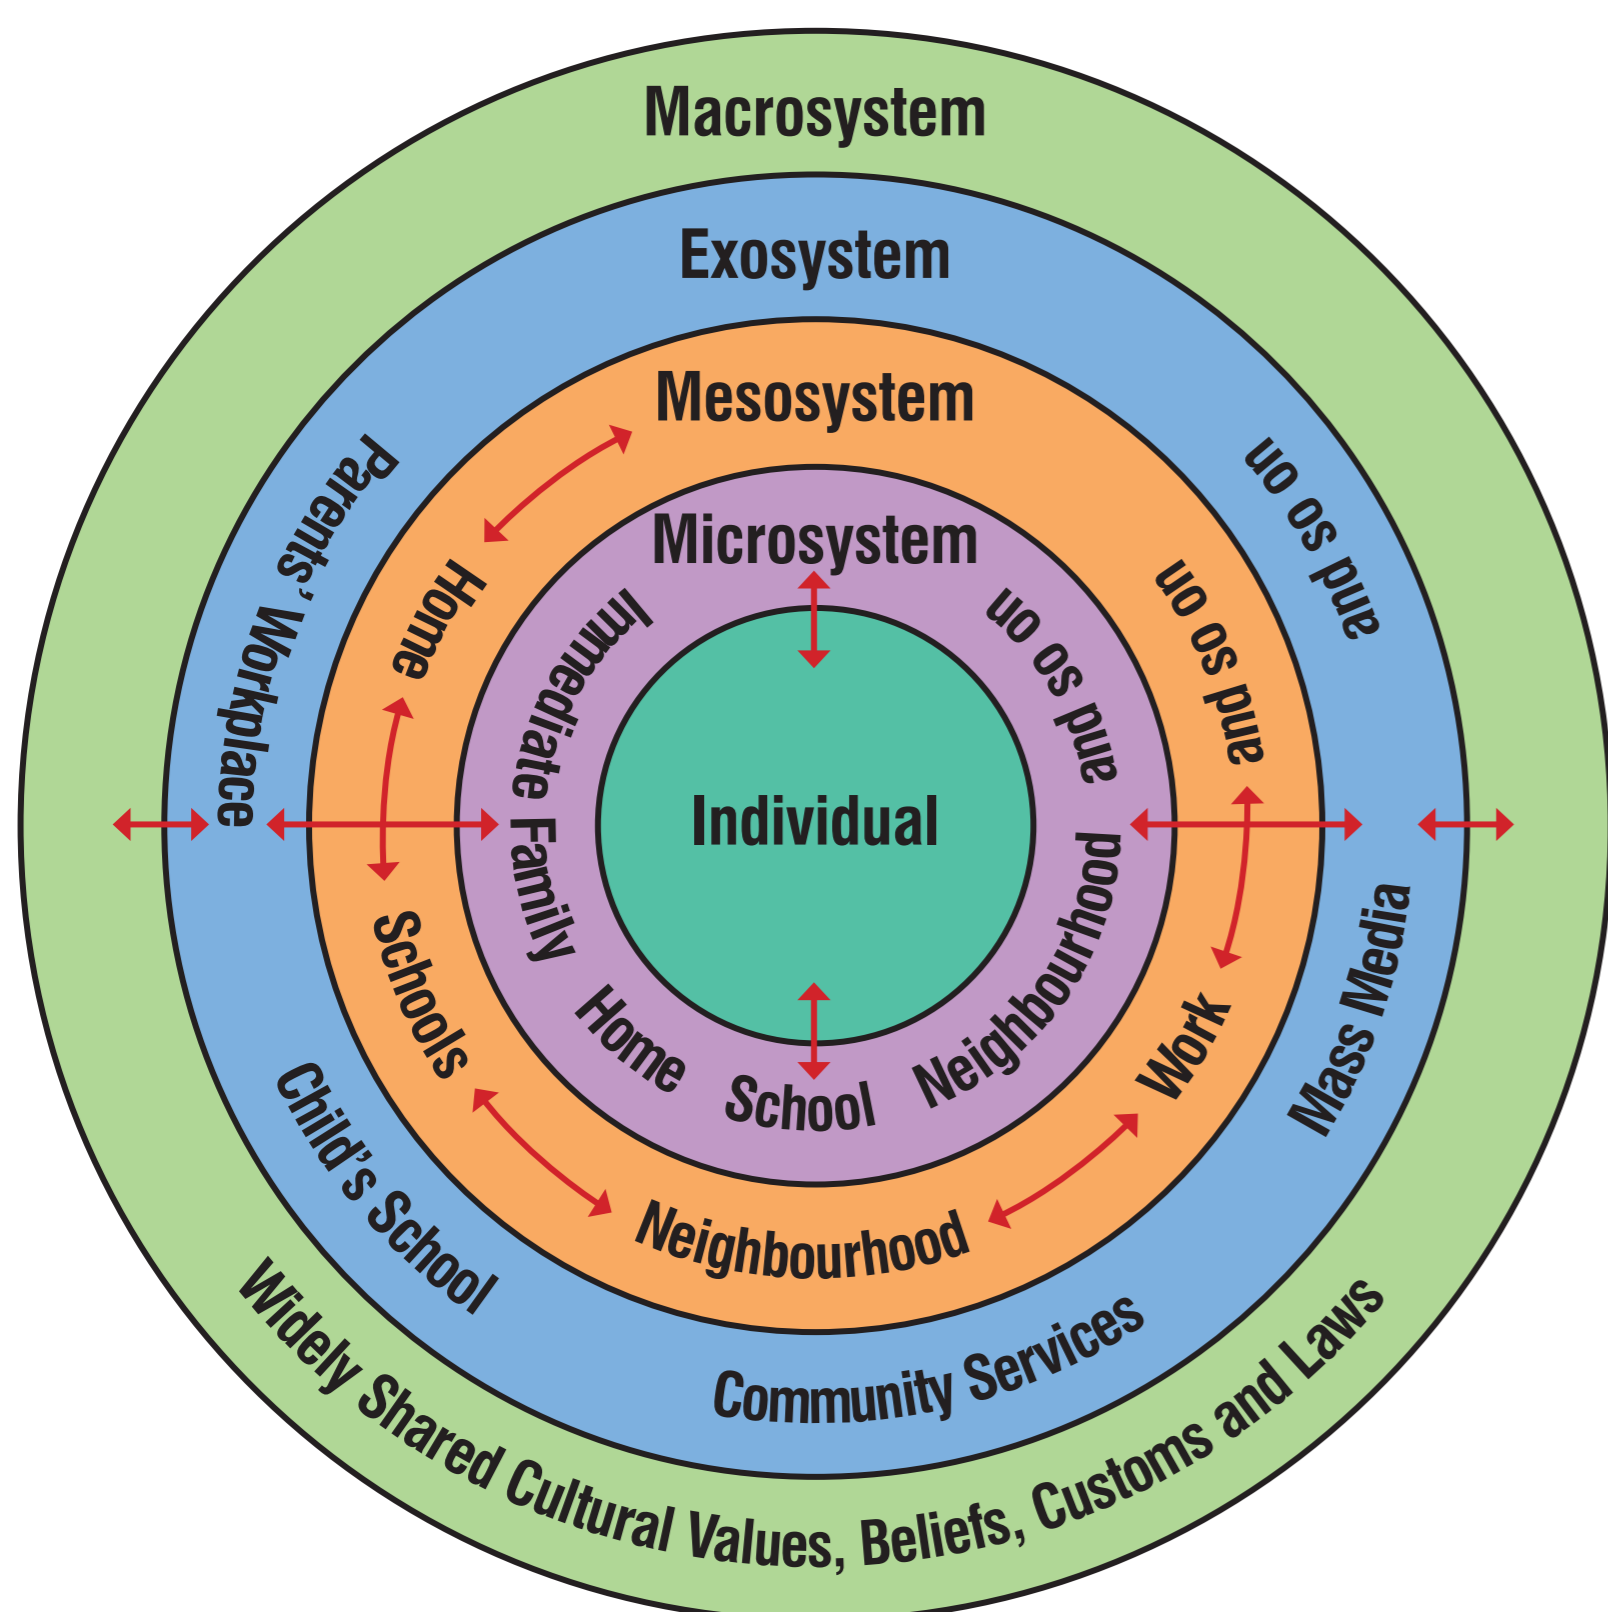 Macrosystem
Exosystem
Mesosystem
Microsystem
Individual
Immediate Family
Home
School
Neighbourhood
and so on
Home
Schools
Neighbourhood
Work
and so on
Parents' Workplace
Child's School
Community Services
Mass Media
and so on
Widely Shared Cultural Values, Beliefs, Customs and Laws